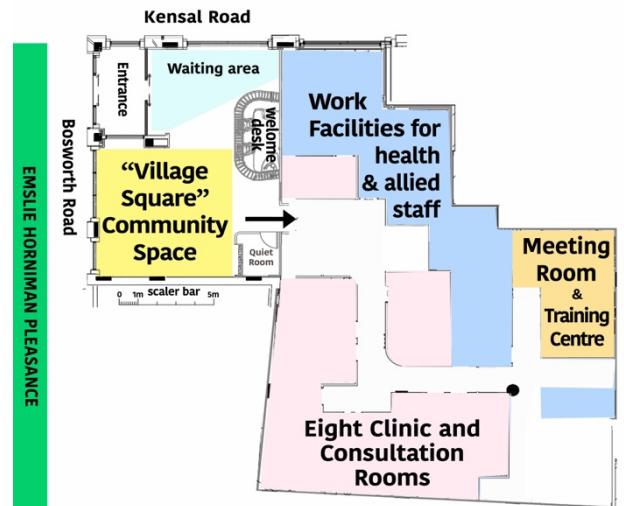 Kensal Road
Entrance
Waiting area
welcome
desk
Work
Facilities for
health
& allied
staff
Bosworth Road
EMSLIE HORNIMAN PLEASANCE
“Village
Square”
Community
Space
Quiet
Room
0 1m scaler bar 5m
Meeting
Room
&
Training
Centre
Eight Clinic and
Consultation
Rooms